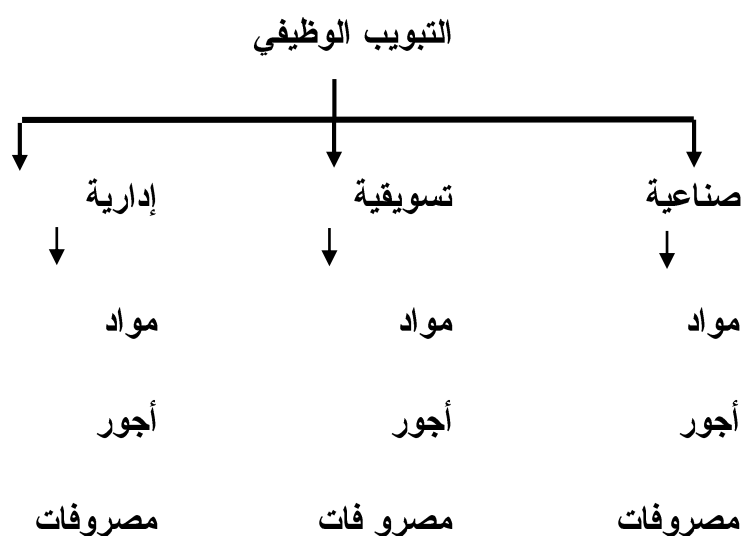 التبويب الوظيفي
صناعية تسويقية إدارية
مواد مواد مواد
أجور أجور أجور
مصروفات مصرو فات مصروفات